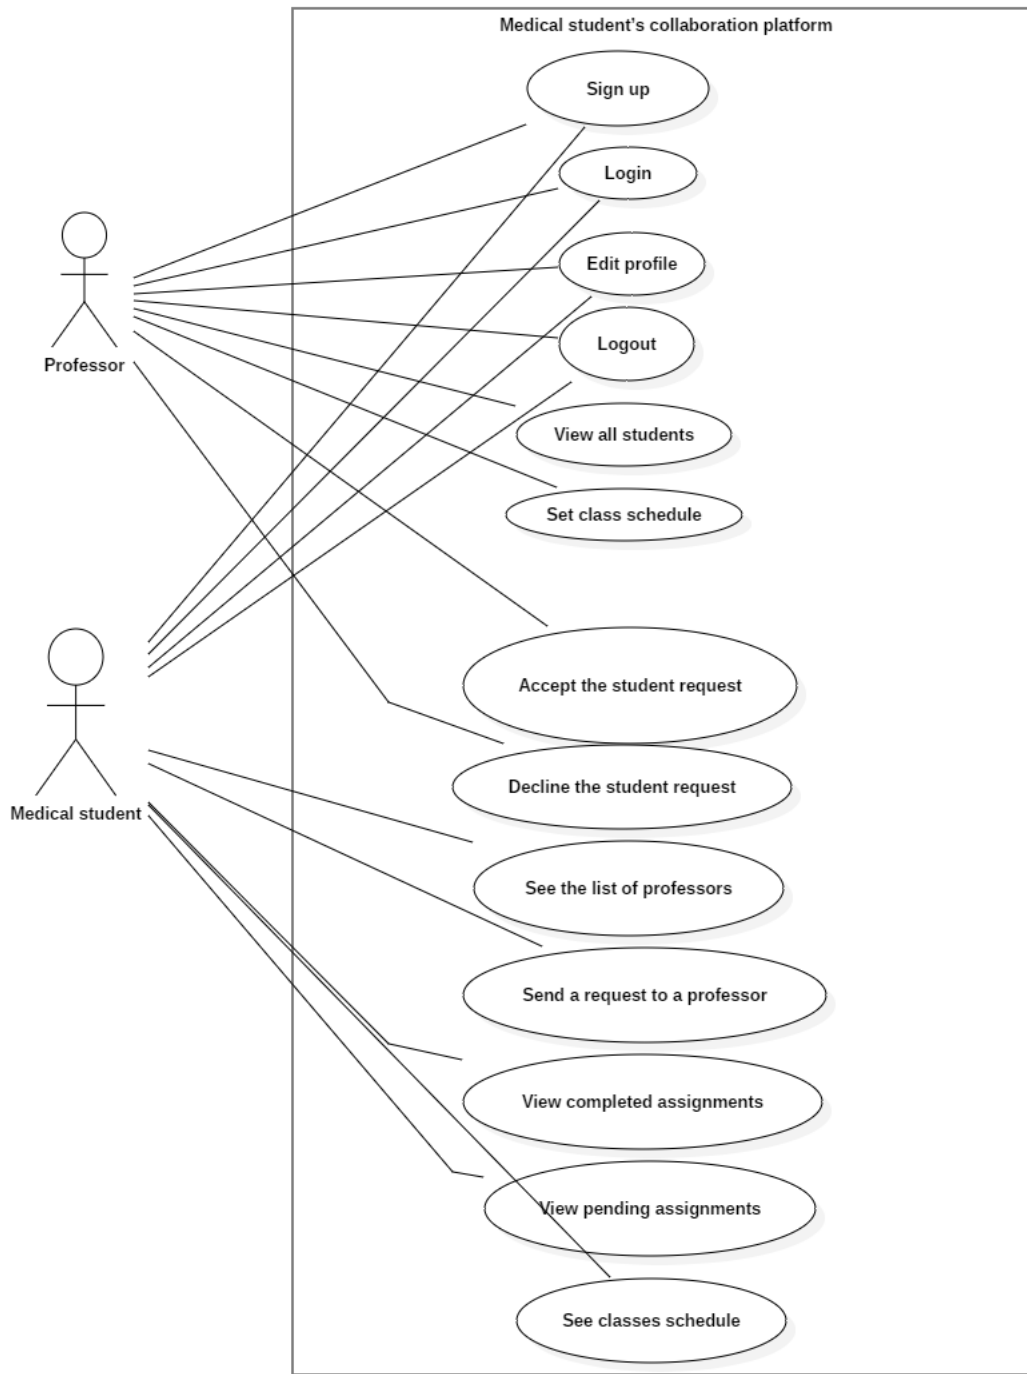 Medical student's collaboration platform
Sign up
Login
Edit profile
Logout
Professor
View all students
Set class schedule
Accept the student request
Decline the student request
Medical student
See the list of professors
Send a request to a professor
View completed assignments
View pending assignments
See classes schedule